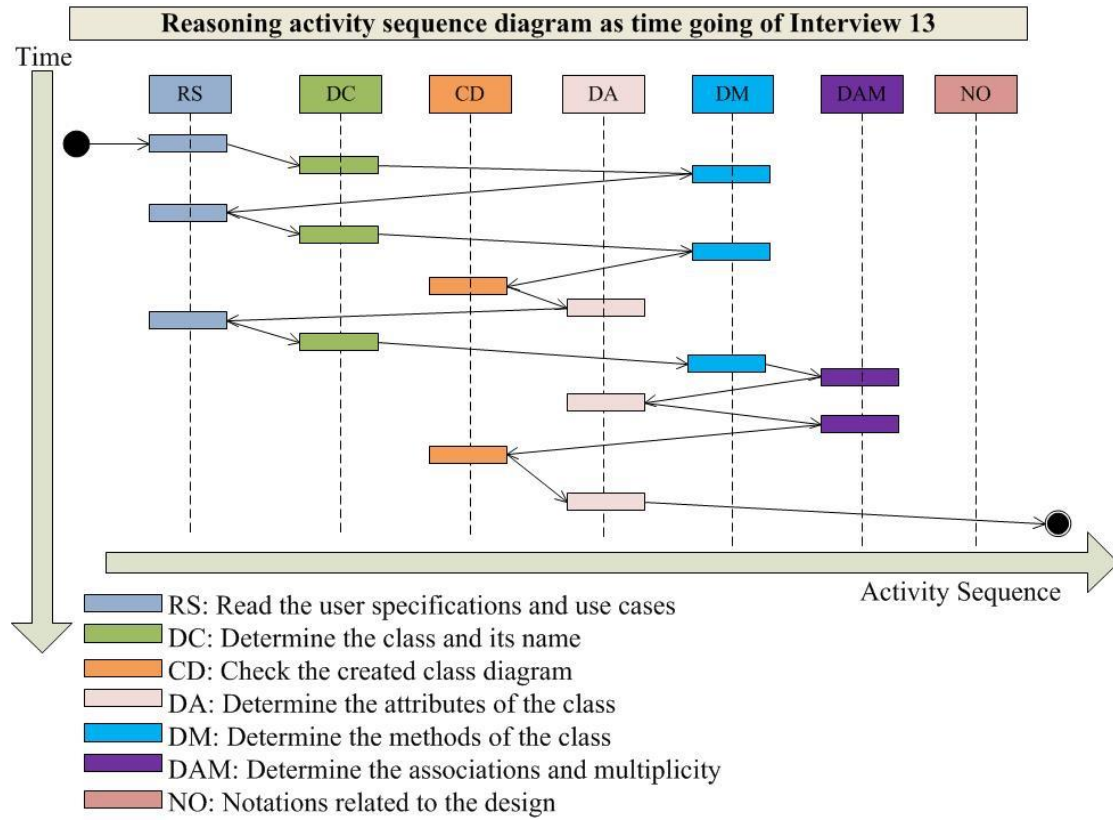 Reasoning activity sequence diagram as time going of Interview 13
Time
RS
DC
CD
DA
DM
DAM
NO
Activity Sequence
RS: Read the user specifications and use cases
DC: Determine the class and its name
CD: Check the created class diagram
DA: Determine the attributes of the class
DM: Determine the methods of the class
DAM: Determine the associations and multiplicity
NO: Notations related to the design